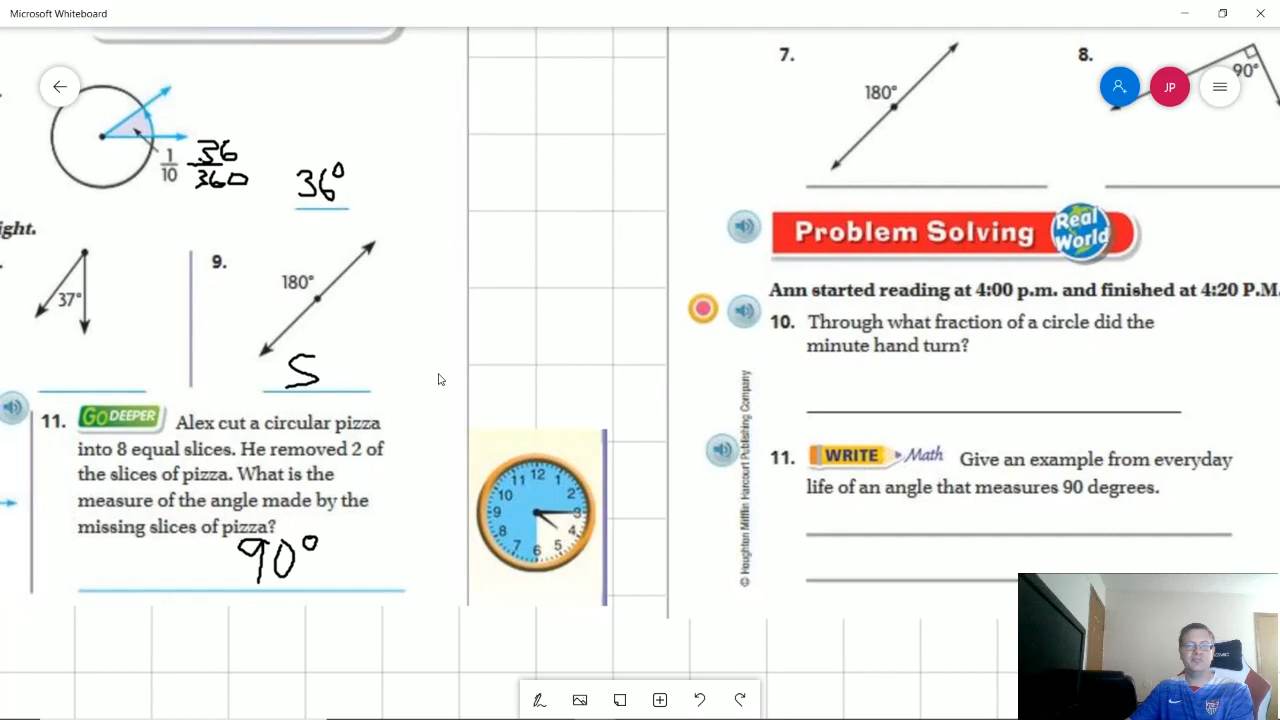 Microsoft Whiteboard
JP
1
10
36
360
36°
ight.
37°
9.
180°
S
11. GO DEEPER Alex cut a circular pizza
into 8 equal slices. He removed 2 of
the slices of pizza. What is the
measure of the angle made by the
missing slices of pizza?
90°
12
1
2
3
4
5
6
7
8
9
10
11
7.
180°
8.
90°
Problem Solving Real World
Ann started reading at 4:00 p.m. and finished at 4:20 P.M.
10. Through what fraction of a circle did the
minute hand turn?
11. WRITE Math Give an example from everyday
life of an angle that measures 90 degrees.
© Houghton Mifflin Harcourt Publishing Company